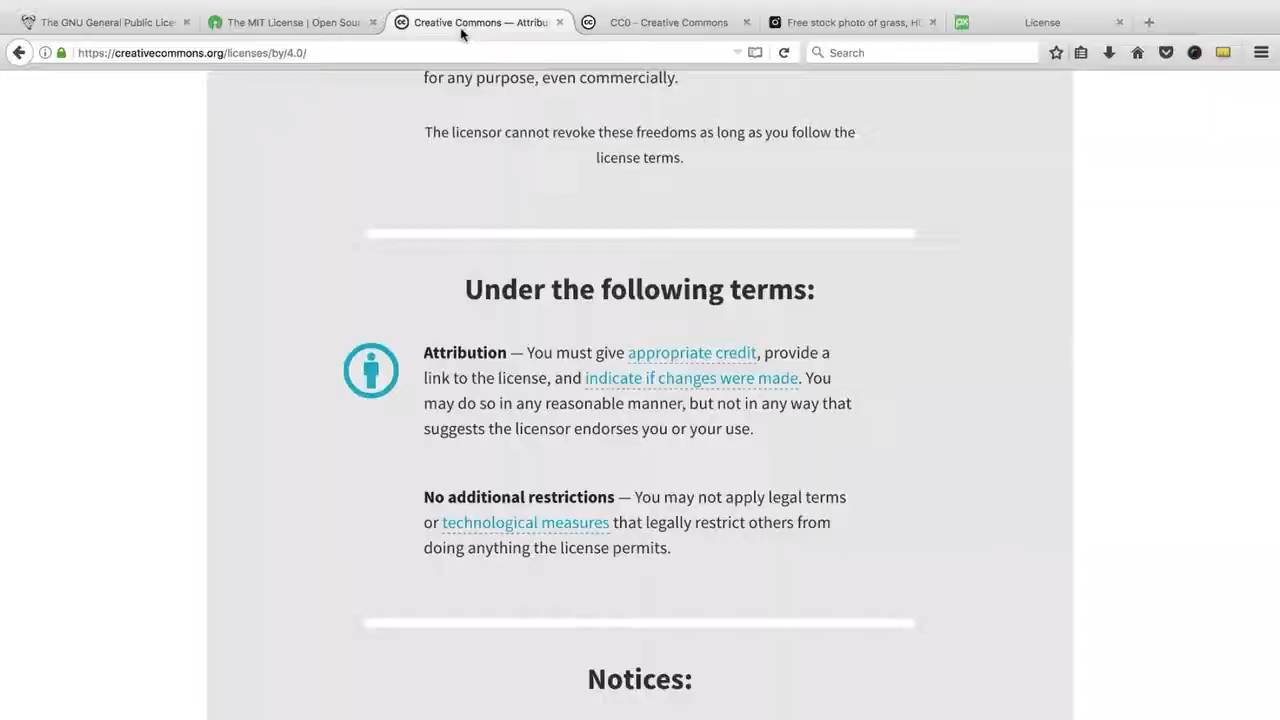 The GNU General Public Lice
The MIT License | Open Sour
Creative Commons — Attribu
CC0 - Creative Commons
Free stock photo of grass, HD
License
https://creativecommons.org/licenses/by/4.0/
Search
for any purpose, even commercially.
The licensor cannot revoke these freedoms as long as you follow the
license terms.
Under the following terms:
Attribution — You must give appropriate credit, provide a
link to the license, and indicate if changes were made. You
may do so in any reasonable manner, but not in any way that
suggests the licensor endorses you or your use.
No additional restrictions — You may not apply legal terms
or technological measures that legally restrict others from
doing anything the license permits.
Notices: